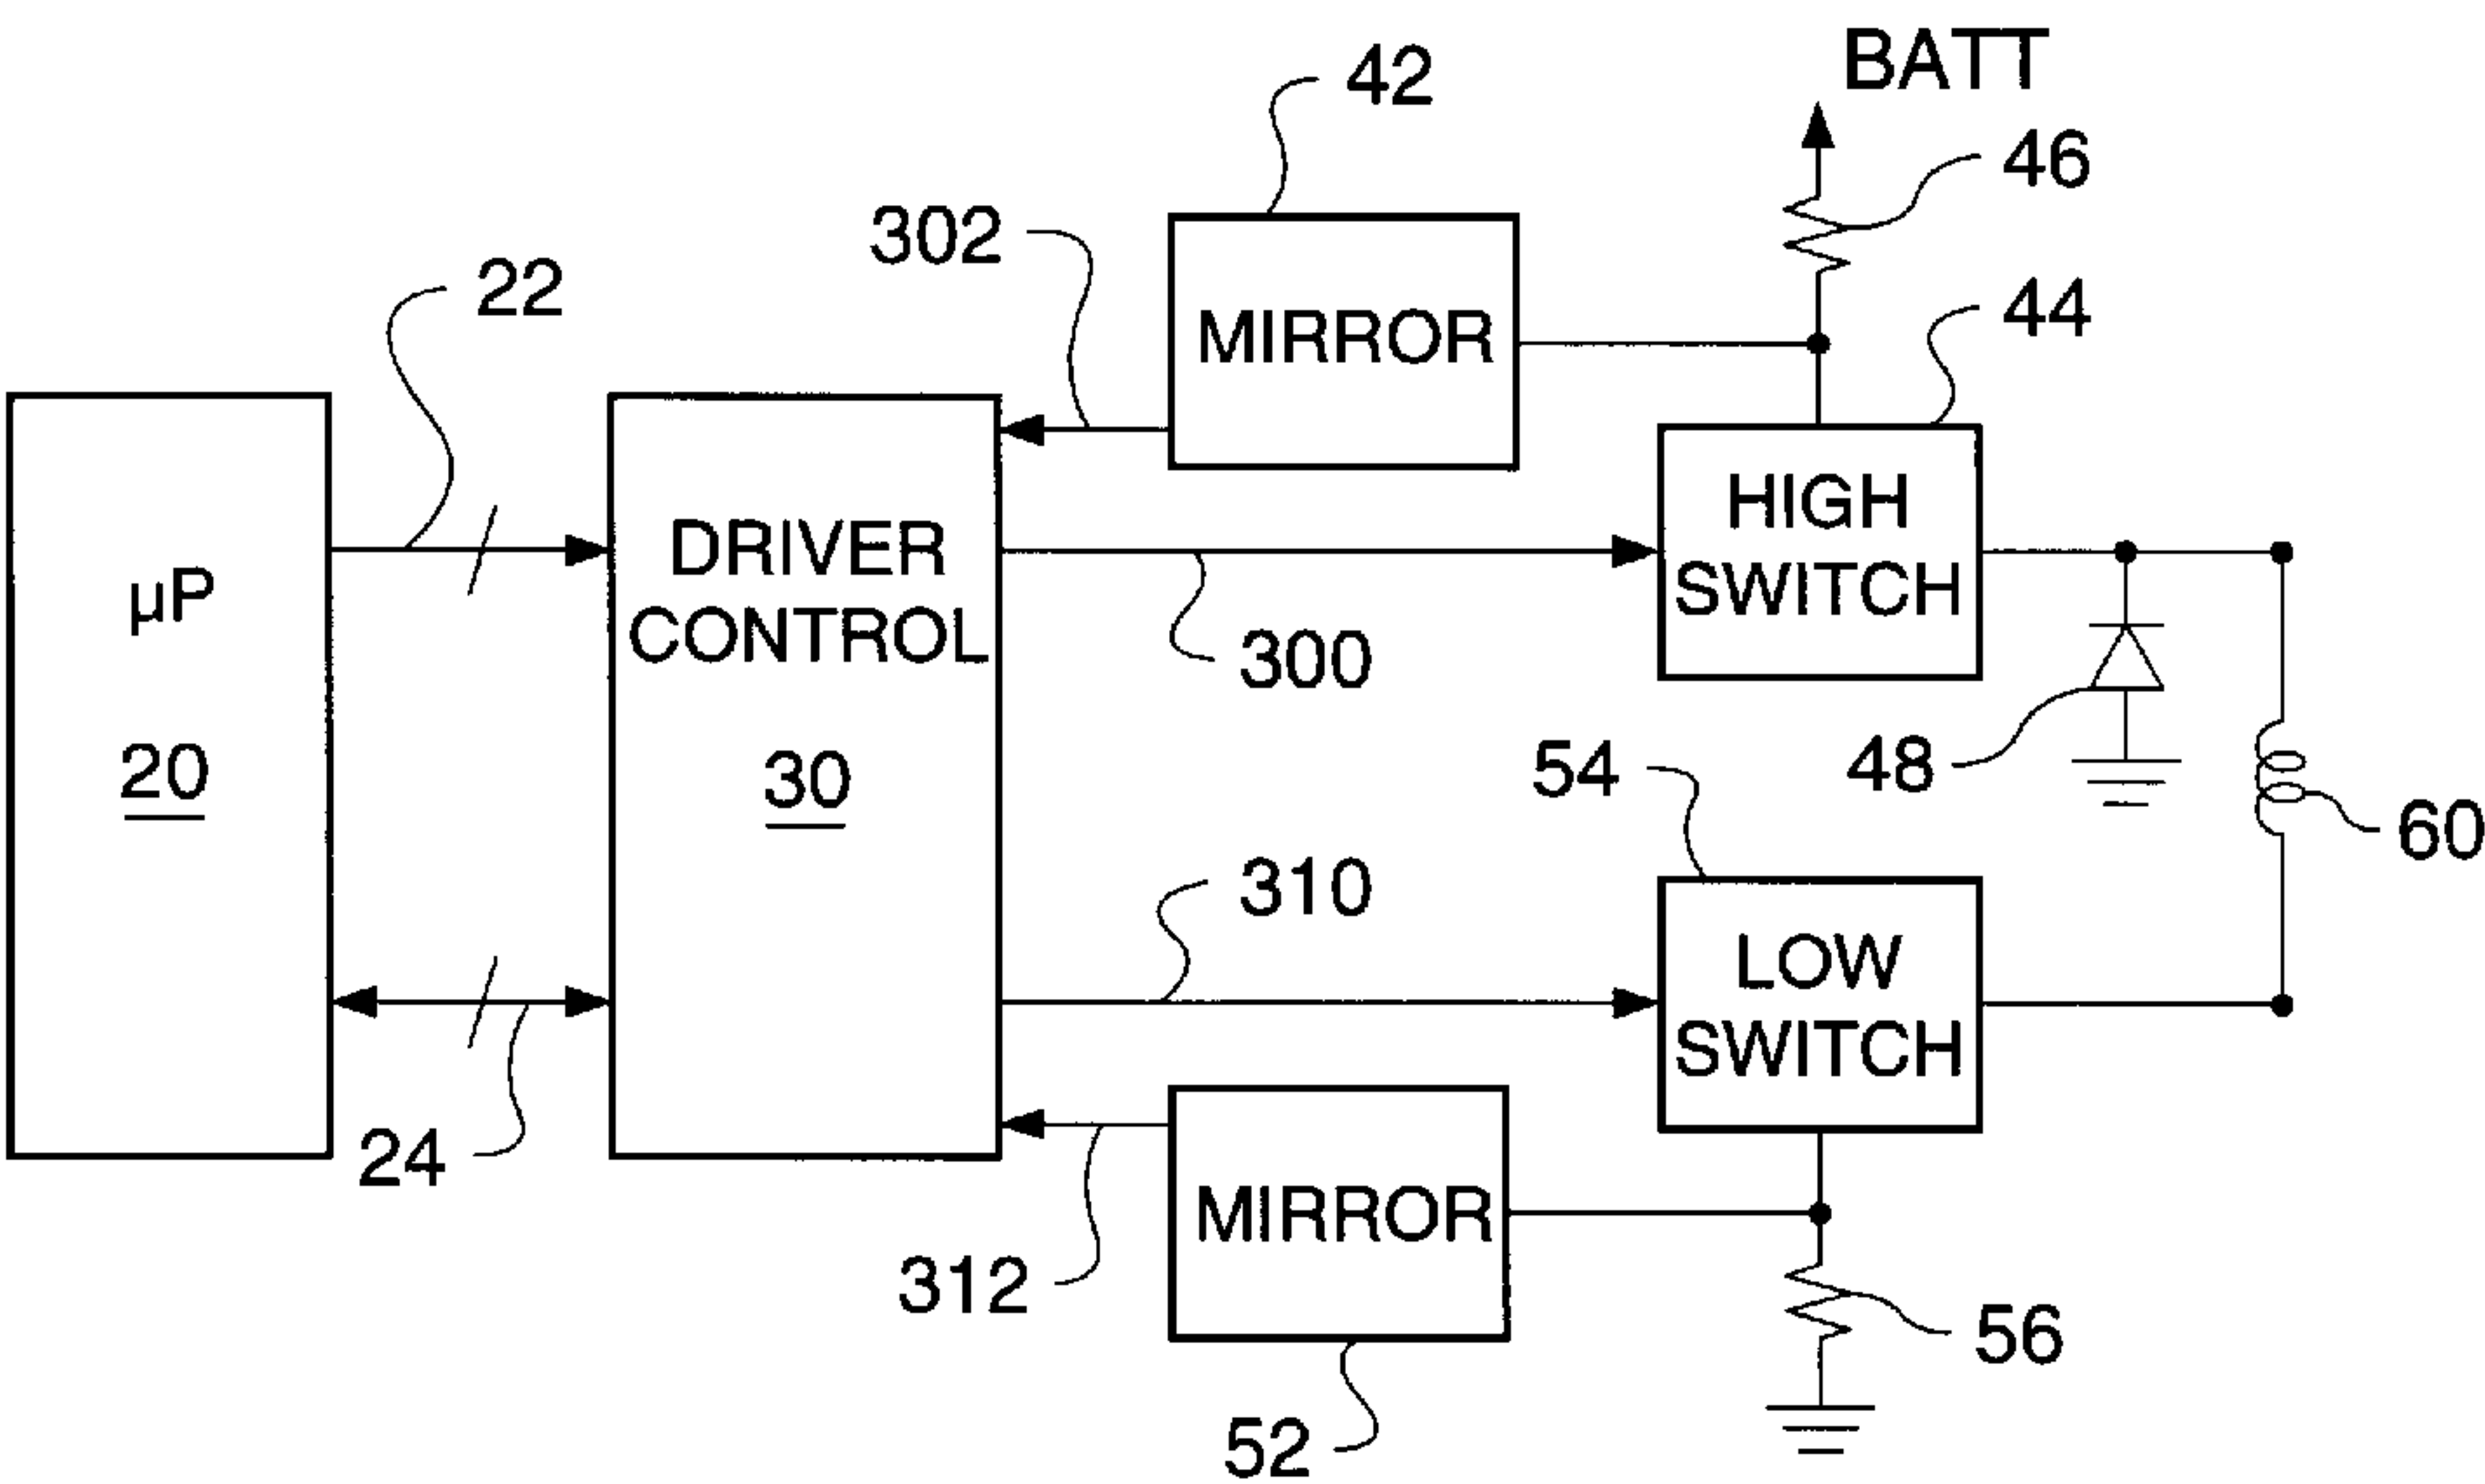 BATT
42
46
302
22
44
MIRROR
HIGH
SWITCH
DRIVER
CONTROL
µP
300
20
30
54
48
60
310
LOW
SWITCH
24
MIRROR
312
56
52